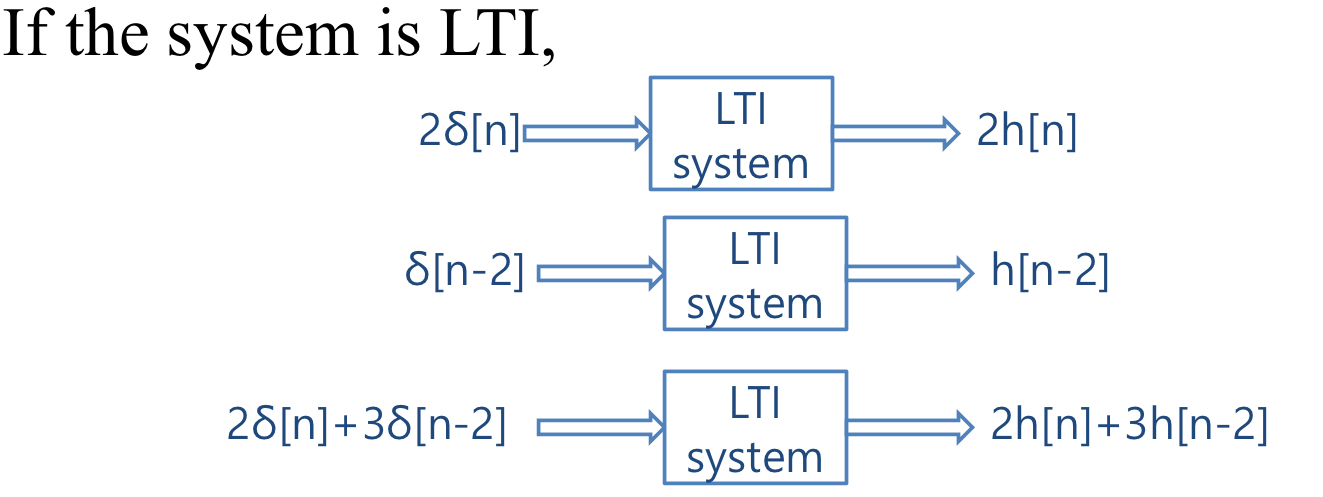 If the system is LTI,
2δ[n] LTI system 2h[n]
δ[n-2] LTI system h[n-2]
2δ[n]+3δ[n-2] LTI system 2h[n]+3h[n-2]